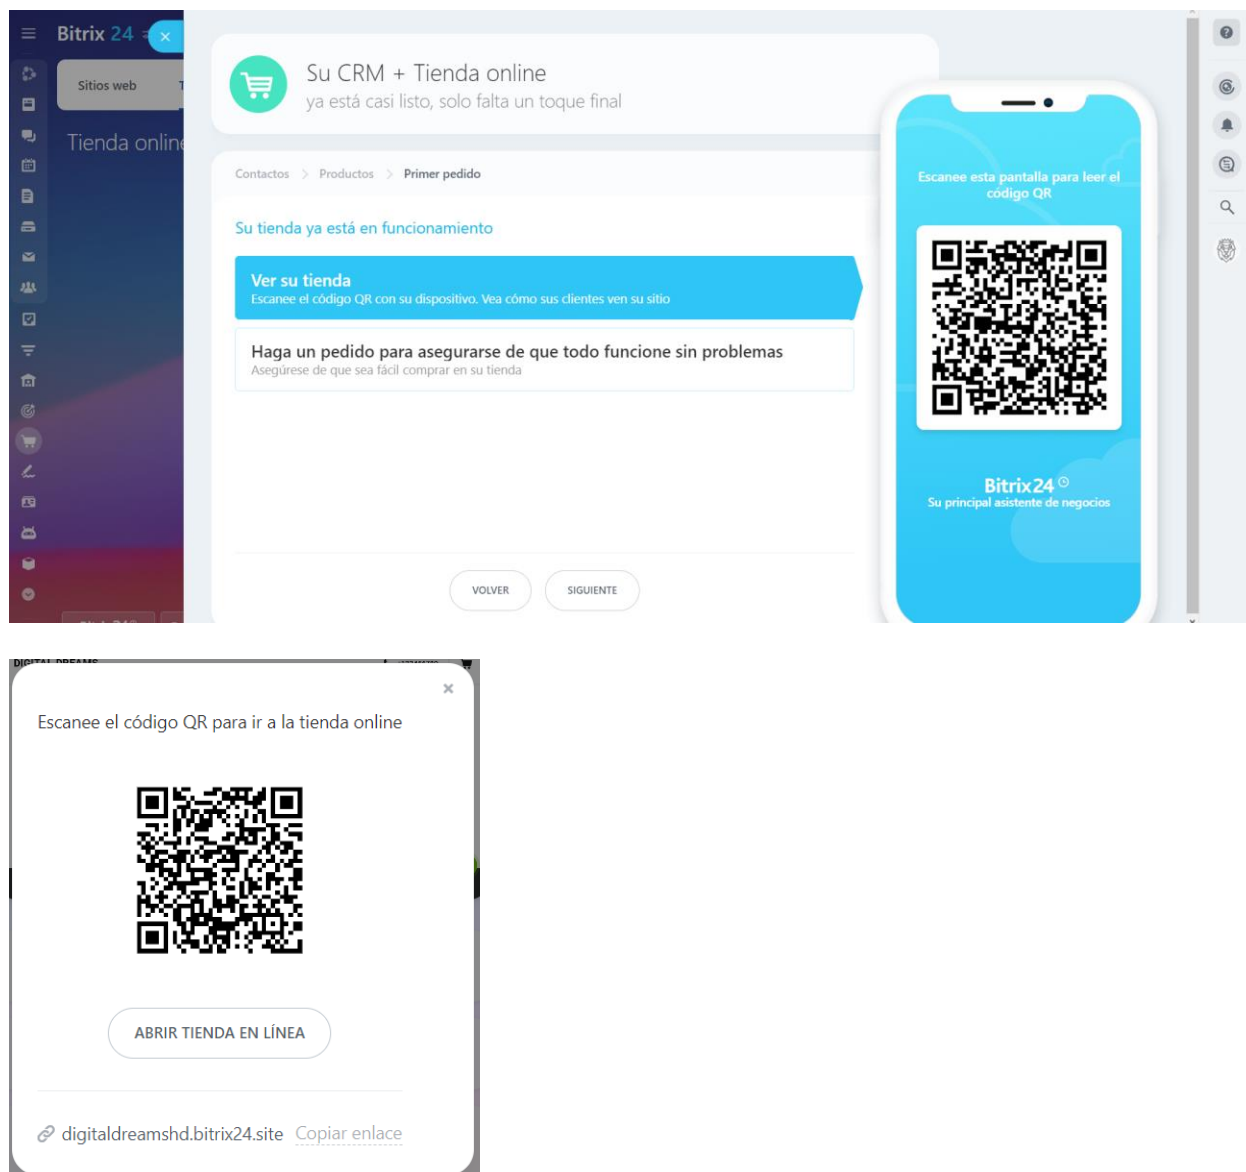 Bitrix 24
Sitios web
Tienda online
Su CRM + Tienda online
ya está casi listo, solo falta un toque final
Contactos > Productos > Primer pedido
Su tienda ya está en funcionamiento
Ver su tienda
Escanee el código QR con su dispositivo. Vea cómo sus clientes ven su sitio
Haga un pedido para asegurarse de que todo funcione sin problemas
Asegúrese de que sea fácil comprar en su tienda
VOLVER
SIGUIENTE
Escanee esta pantalla para leer el
código QR
Bitrix24
Su principal asistente de negocios
DIGITAL DREAMS
Escanee el código QR para ir a la tienda online
ABRIR TIENDA EN LÍNEA
digitaldreamshd.bitrix24.site Copiar enlace